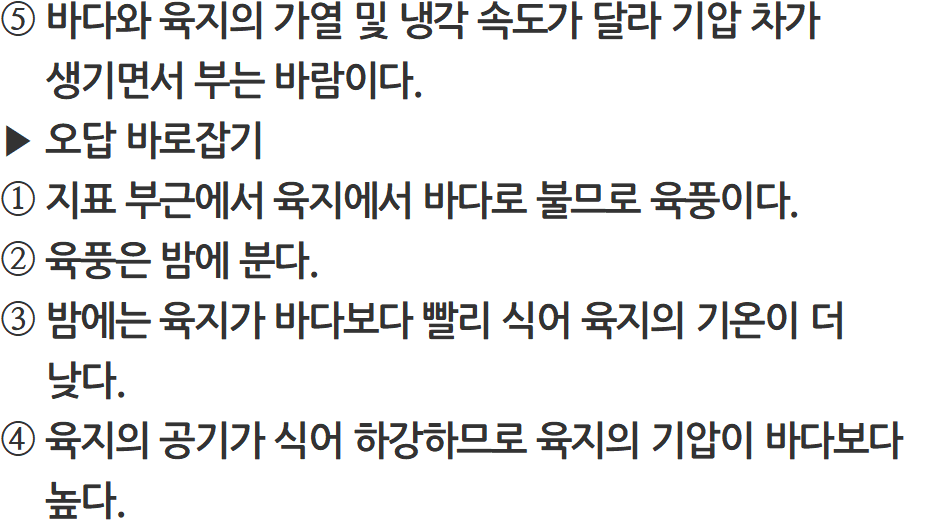 ⑤ 바다와 육지의 가열 및 냉각 속도가 달라 기압 차가
생기면서 부는 바람이다.
▶ 오답 바로잡기
① 지표 부근에서 육지에서 바다로 불므로 육풍이다.
② 육풍은 밤에 분다.
③ 밤에는 육지가 바다보다 빨리 식어 육지의 기온이 더
낮다.
④ 육지의 공기가 식어 하강하므로 육지의 기압이 바다보다
높다.